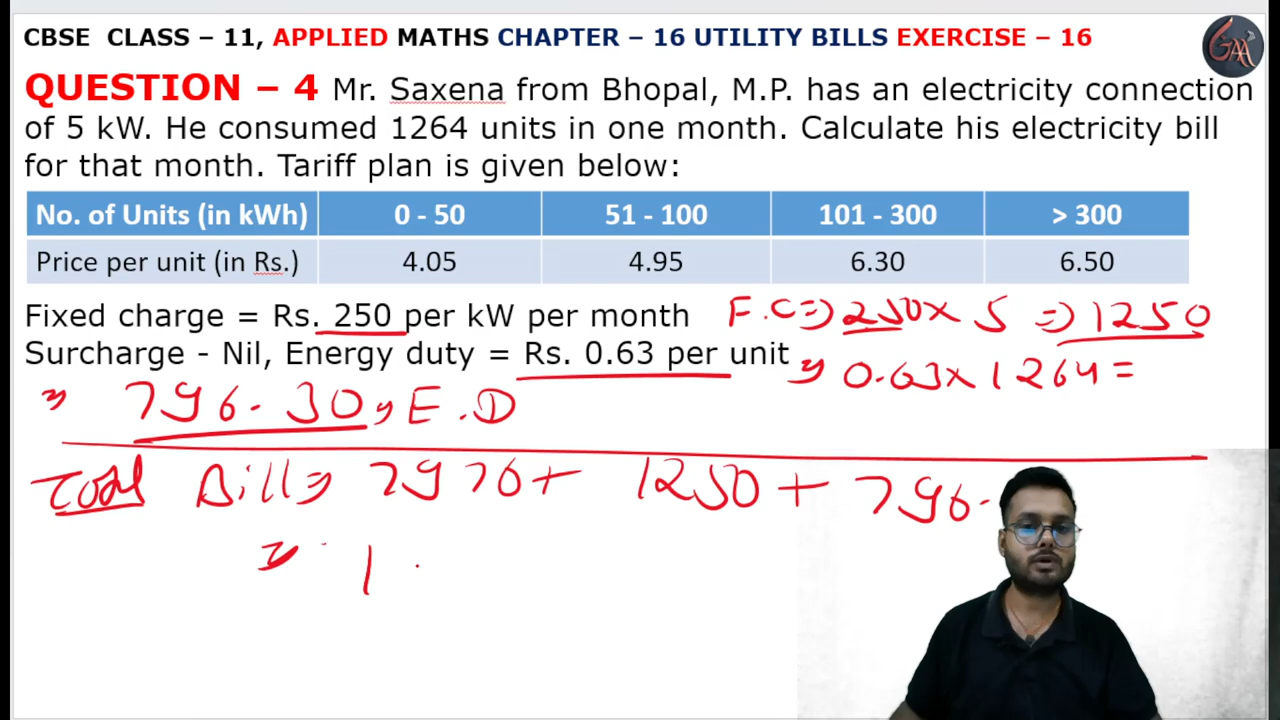 CBSE CLASS – 11, APPLIED MATHS CHAPTER – 16 UTILITY BILLS EXERCISE – 16
QUESTION – 4 Mr. Saxena from Bhopal, M.P. has an electricity connection
of 5 kW. He consumed 1264 units in one month. Calculate his electricity bill
for that month. Tariff plan is given below:
No. of Units (in kWh) 0 - 50 51 - 100 101 - 300 > 300
Price per unit (in Rs.) 4.05 4.95 6.30 6.50
Fixed charge = Rs. 250 per kW per month F.C => 250 x 5 => 1250
Surcharge - Nil, Energy duty = Rs. 0.63 per unit => 0.63 x 1264 =
=> 796.30 => E.D
Total Bill => 7976 + 1250 + 796.
=> 1